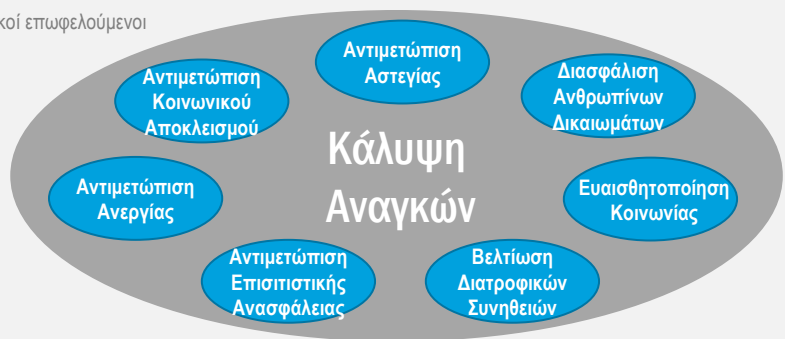 επωφελούμενοι
Αντιμετώπιση
Αστεγίας
Αντιμετώπιση
Κοινωνικού
Αποκλεισμού
Διασφάλιση
Ανθρωπίνων
Δικαιωμάτων
Κάλυψη
Αναγκών
Αντιμετώπιση
Ανεργίας
Ευαισθητοποίηση
Κοινωνίας
Αντιμετώπιση
Επισιτιστικής
Ανασφάλειας
Βελτίωση
Διατροφικών
Συνηθειών